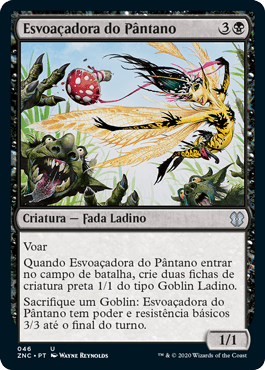 Esvoaçadora do Pântano 3
Criatura — Fada Ladino
Voar
Quando Esvoaçadora do Pântano entrar
no campo de batalha, crie duas fichas de
criatura preta 1/1 do tipo Goblin Ladino.
Sacrifique um Goblin: Esvoaçadora do
Pântano tem poder e resistência básicos
3/3 até o final do turno.
1/1
046 U
ZNC • PT Wayne Reynolds
™ & © 2020 Wizards of the Coast